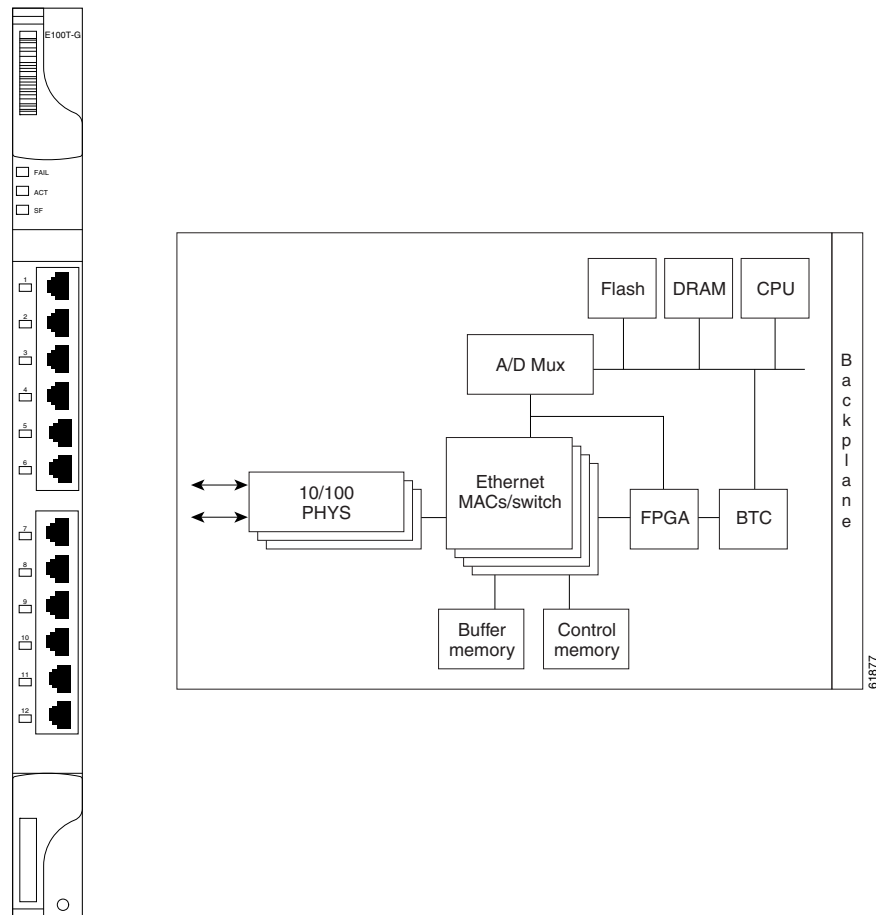 E100T-G
FAIL
ACT
SF
1
2
3
4
5
6
7
8
9
10
11
12
Flash
DRAM
CPU
A/D Mux
Ethernet
MACs/switch
10/100
PHYS
FPGA
BTC
Buffer
memory
Control
memory
Backplane
61877